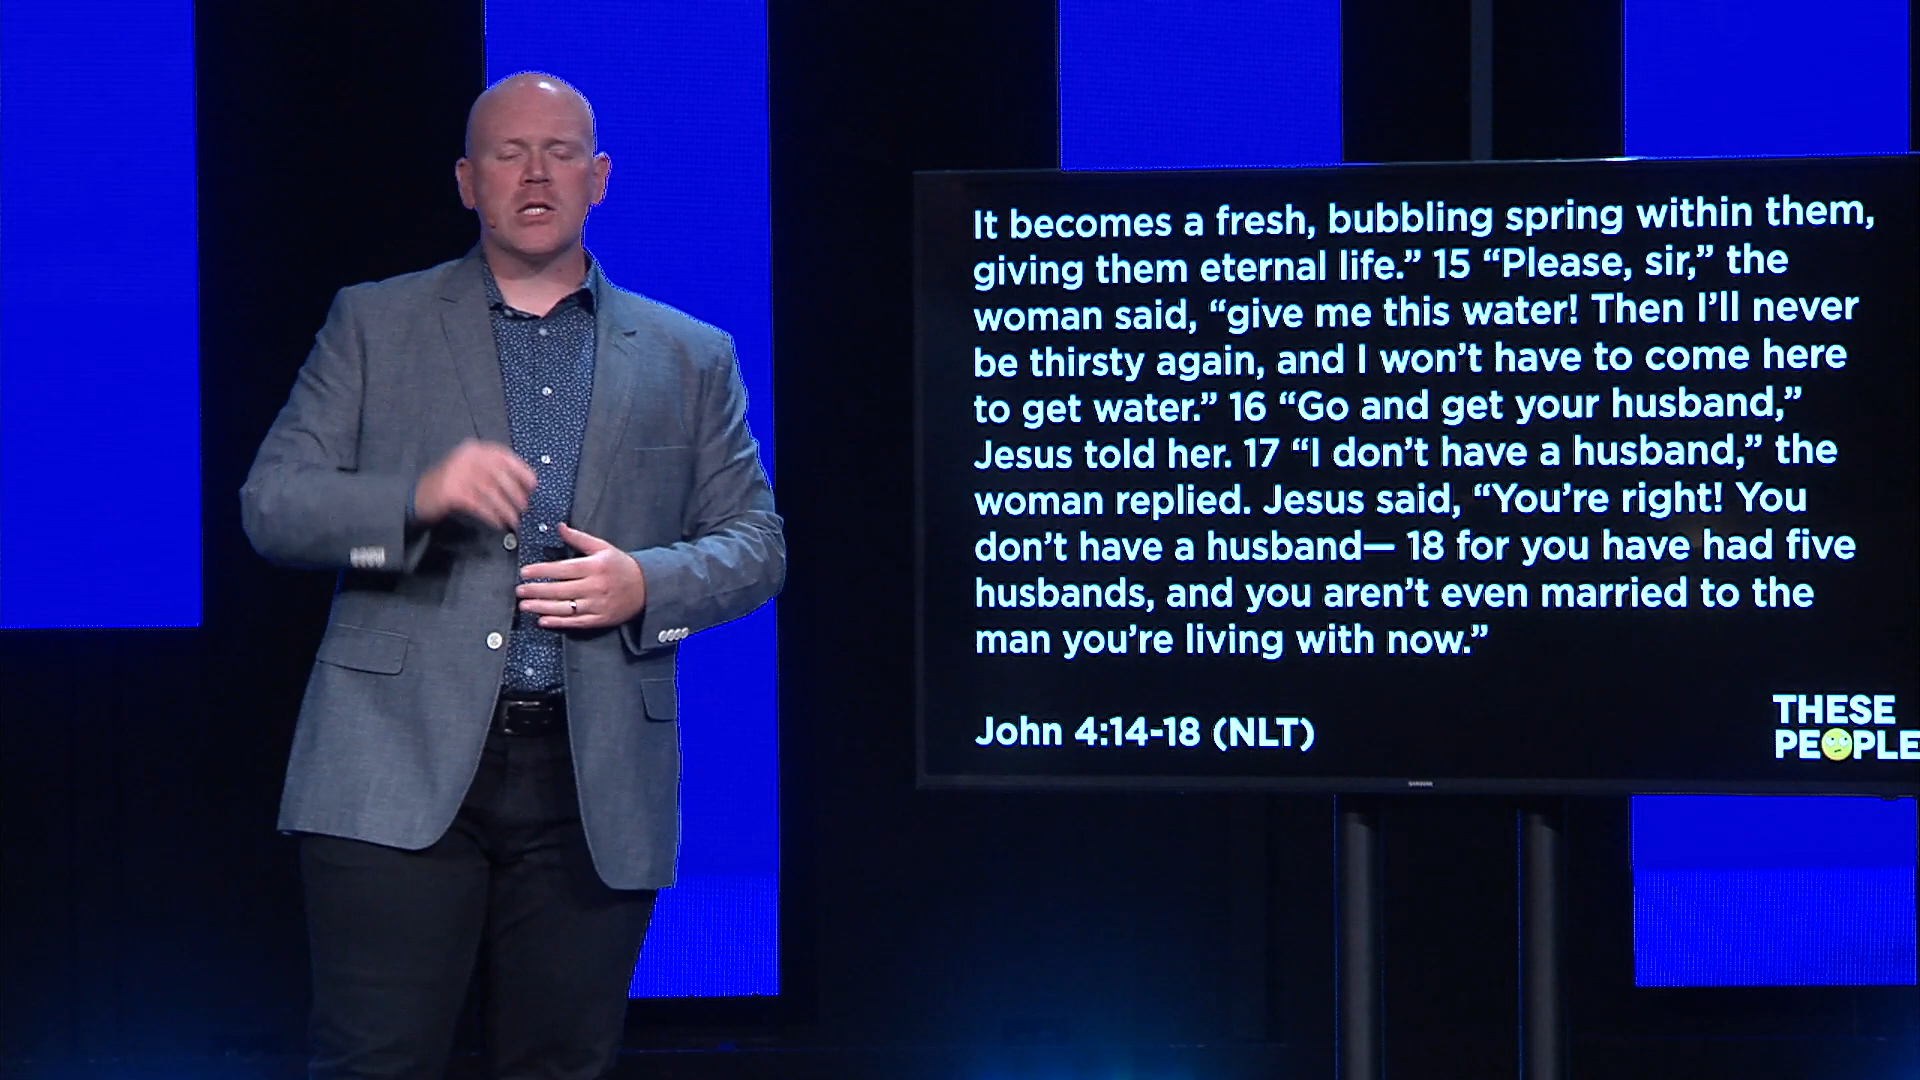 It becomes a fresh, bubbling spring within them,
giving them eternal life.” 15 “Please, sir,” the
woman said, “give me this water! Then I’ll never
be thirsty again, and I won’t have to come here
to get water.” 16 “Go and get your husband,”
Jesus told her. 17 “I don’t have a husband,” the
woman replied. Jesus said, “You’re right! You
don’t have a husband— 18 for you have had five
husbands, and you aren’t even married to the
man you’re living with now.”
John 4:14-18 (NLT)
THESE
PEOPLE
SAMSUNG